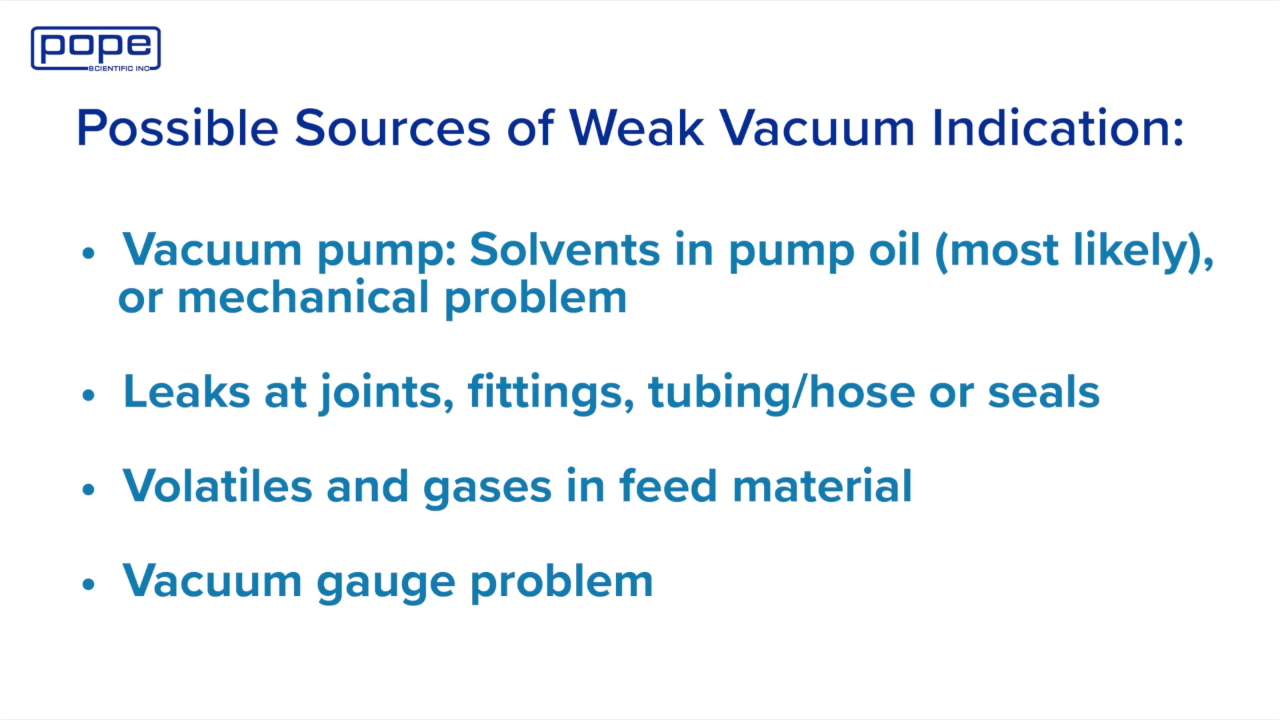 pope
SCIENTIFIC INC
Possible Sources of Weak Vacuum Indication:
• Vacuum pump: Solvents in pump oil (most likely),
or mechanical problem
• Leaks at joints, fittings, tubing/hose or seals
• Volatiles and gases in feed material
• Vacuum gauge problem